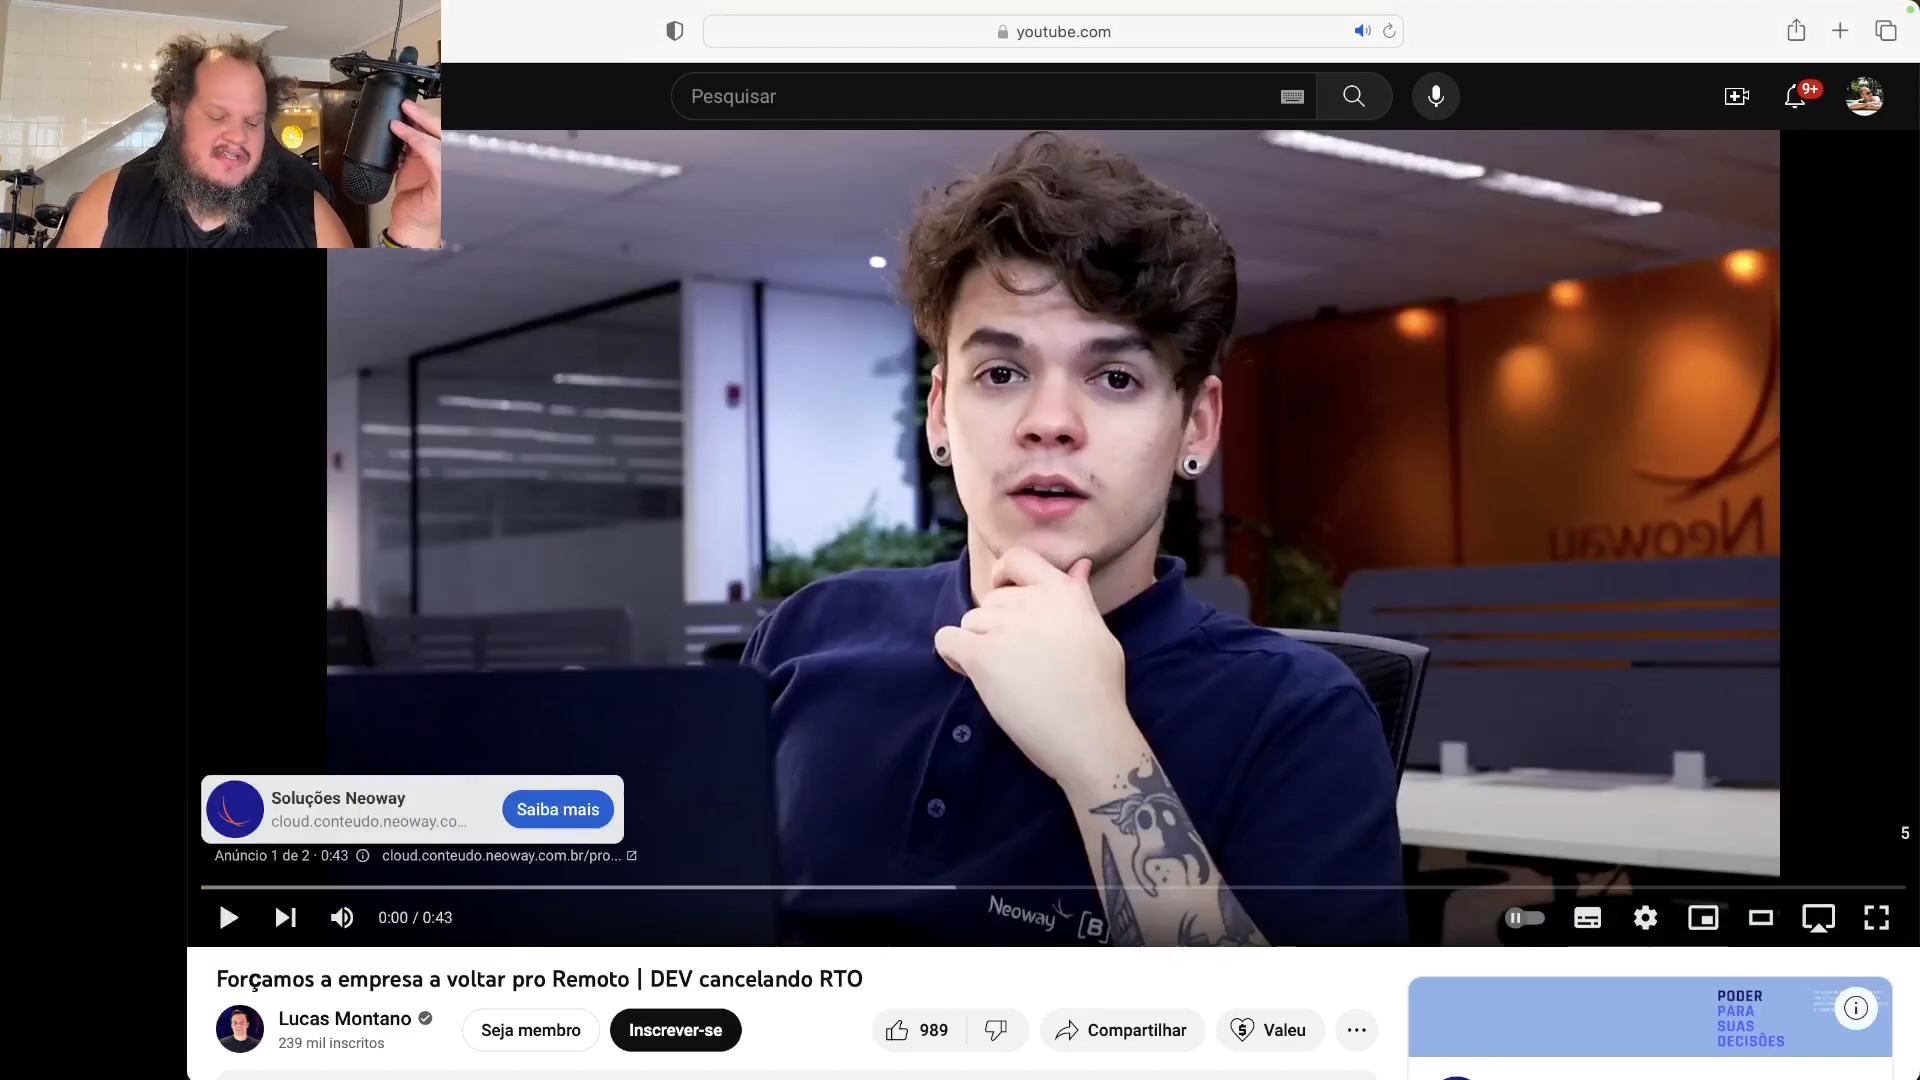 youtube.com
Pesquisar
9+
Neoway
Soluções Neoway
cloud.conteudo.neoway.co...
Saiba mais
Anúncio 1 de 2 · 0:43
cloud.conteudo.neoway.com.br/pro...
5
Neoway
[B]
0:00 / 0:43
Forçamos a empresa a voltar pro Remoto | DEV cancelando RTO
Lucas Montano
239 mil inscritos
Seja membro
Inscrever-se
989
Compartilhar
Valeu
PODER
PARA
SUAS
DECISÕES